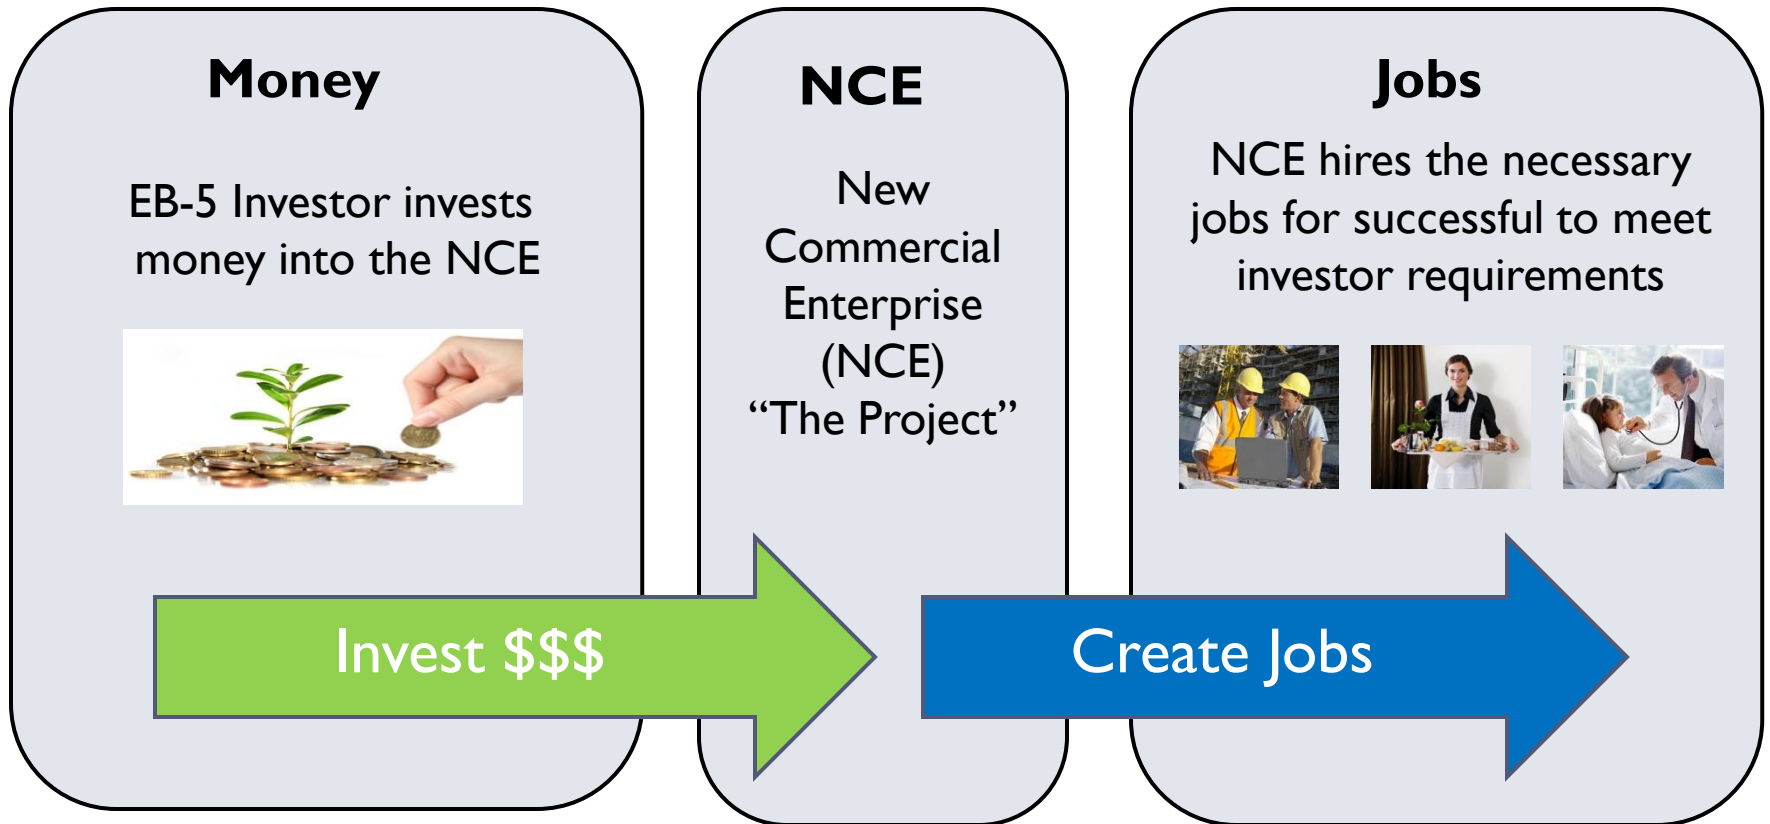 Money
EB-5 Investor invests
money into the NCE
NCE
New
Commercial
Enterprise
(NCE)
“The Project”
Jobs
NCE hires the necessary
jobs for successful to meet
investor requirements
Invest $$$
Create Jobs